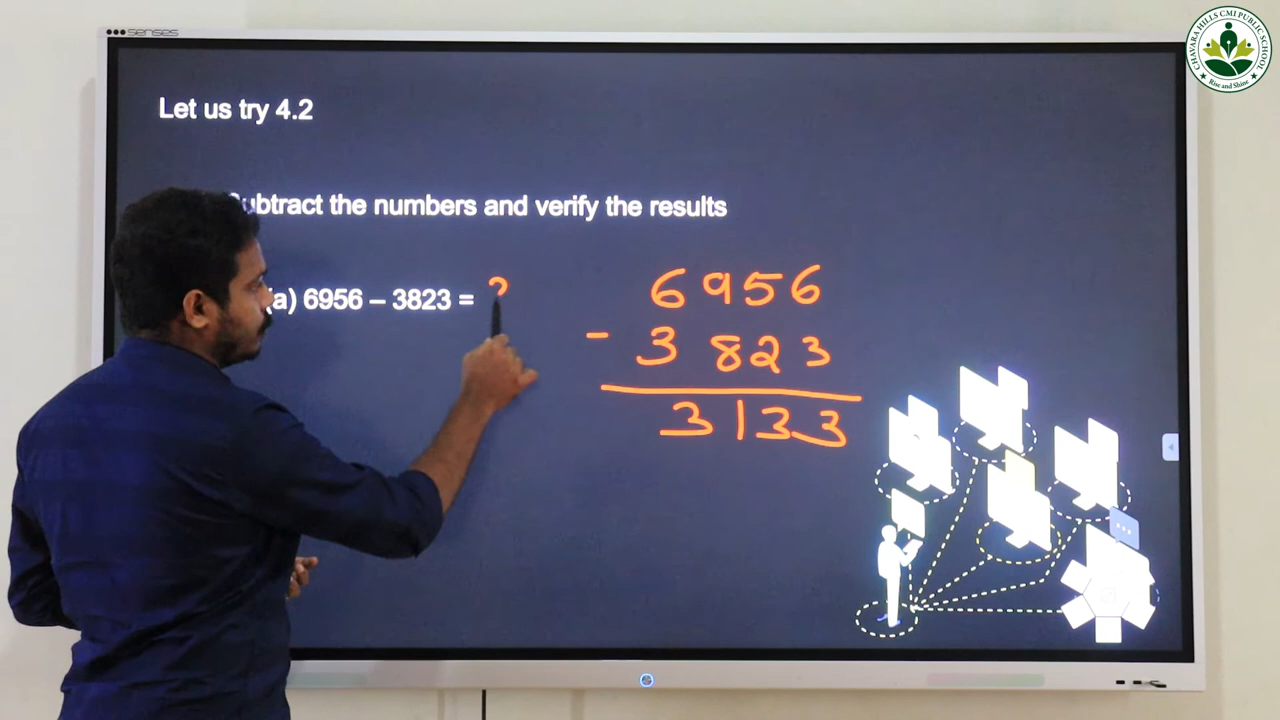 senses
CHAVARA HILLS CMI PUBLIC SCHOOL
Rise and Shine
Let us try 4.2
the numbers and verify the results
(a) 6956 – 3823 =
6956
- 3823
3133